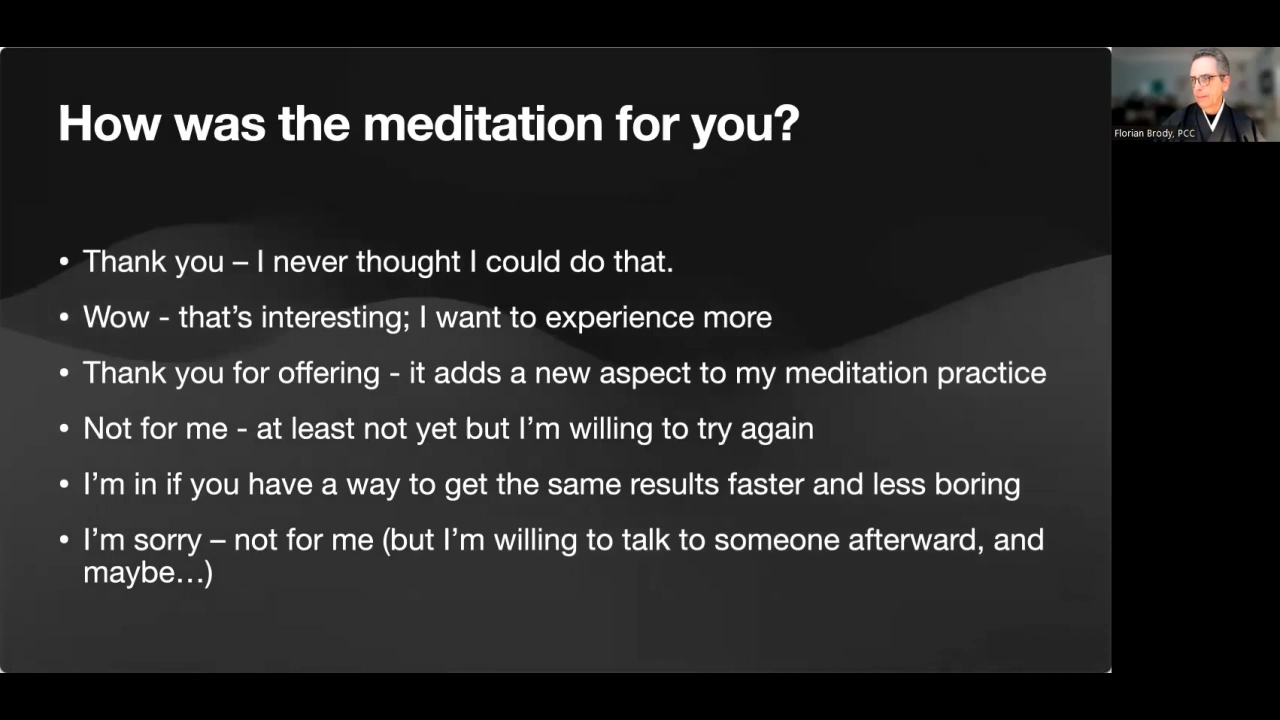 How was the meditation for you?
• Thank you – I never thought I could do that.
• Wow - that’s interesting; I want to experience more
• Thank you for offering - it adds a new aspect to my meditation practice
• Not for me - at least not yet but I’m willing to try again
• I’m in if you have a way to get the same results faster and less boring
• I’m sorry – not for me (but I’m willing to talk to someone afterward, and
maybe…)
Florian Brody, PCC